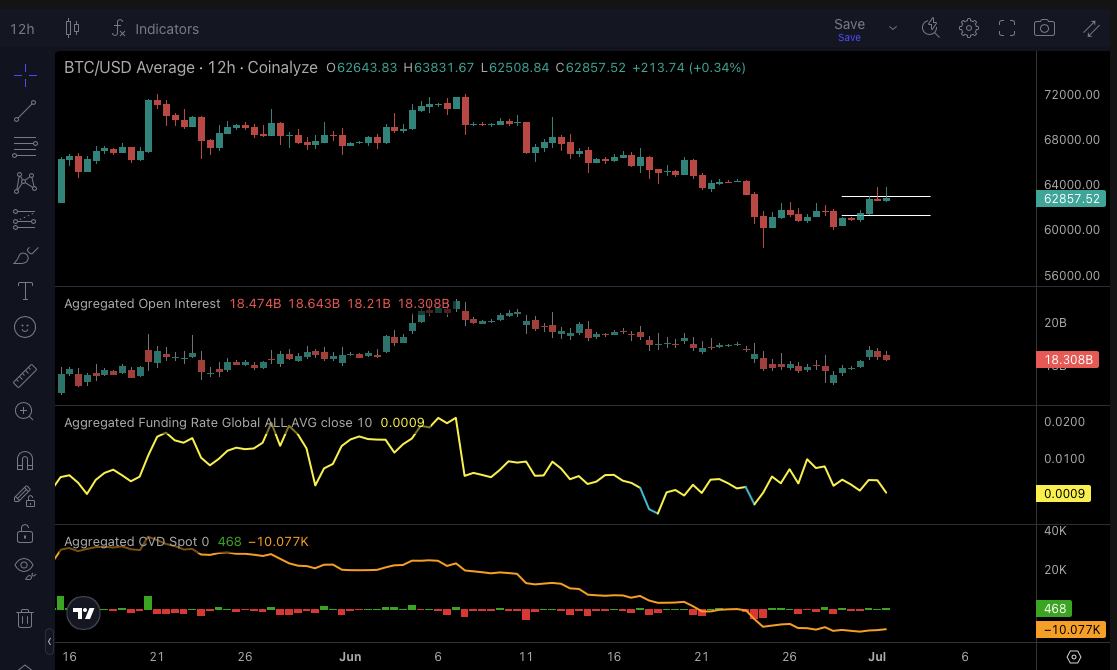 12h
Indicators
Save
Save
BTC/USD Average · 12h · Coinalyze O62643.83 H63831.67 L62508.84 C62857.52 +213.74 (+0.34%)
72000.00
68000.00
64000.00
62857.52
60000.00
56000.00
Aggregated Open Interest 18.474B 18.643B 18.21B 18.308B
20B
18.308B
Aggregated Funding Rate Global ALL AVG close 10 0.0009
0.0200
0.0100
0.0009
Aggregated CVD Spot 0 468 −10.077K
40K
20K
468
−10.077K
16 21 26 Jun 6 11 16 21 26 Jul 6